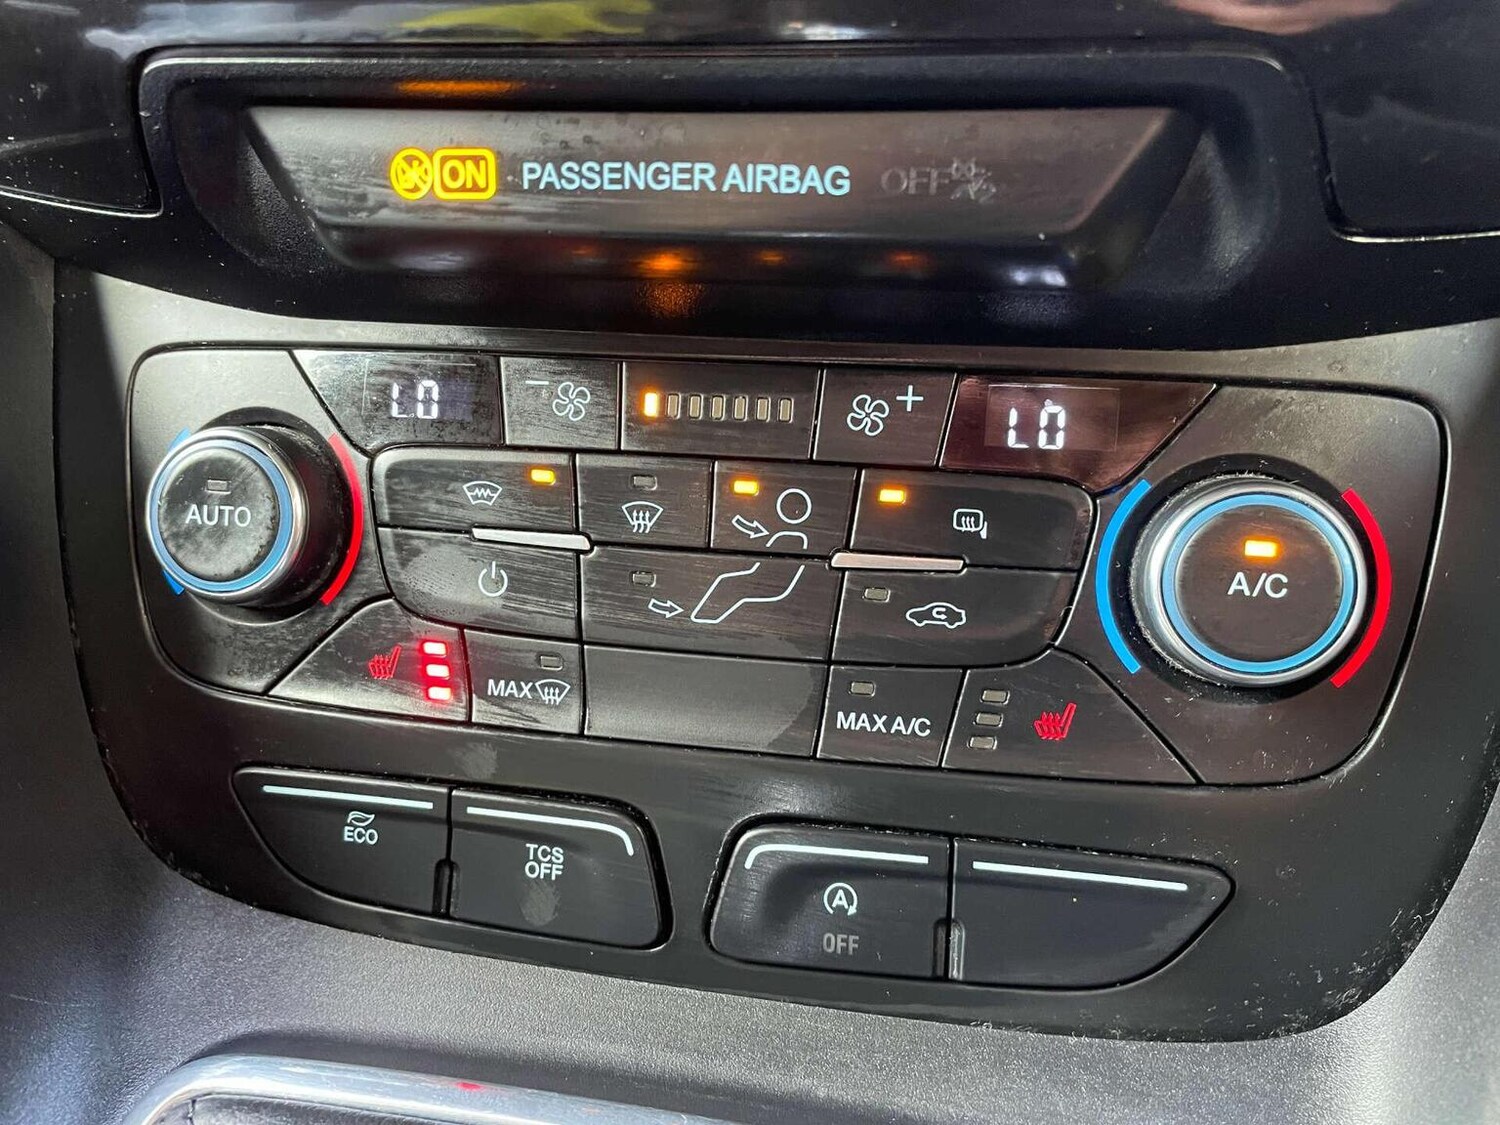 ON PASSENGER AIRBAG OFF
LO
LO
AUTO
A/C
MAX
MAX A/C
ECO
TCS
OFF
A
OFF